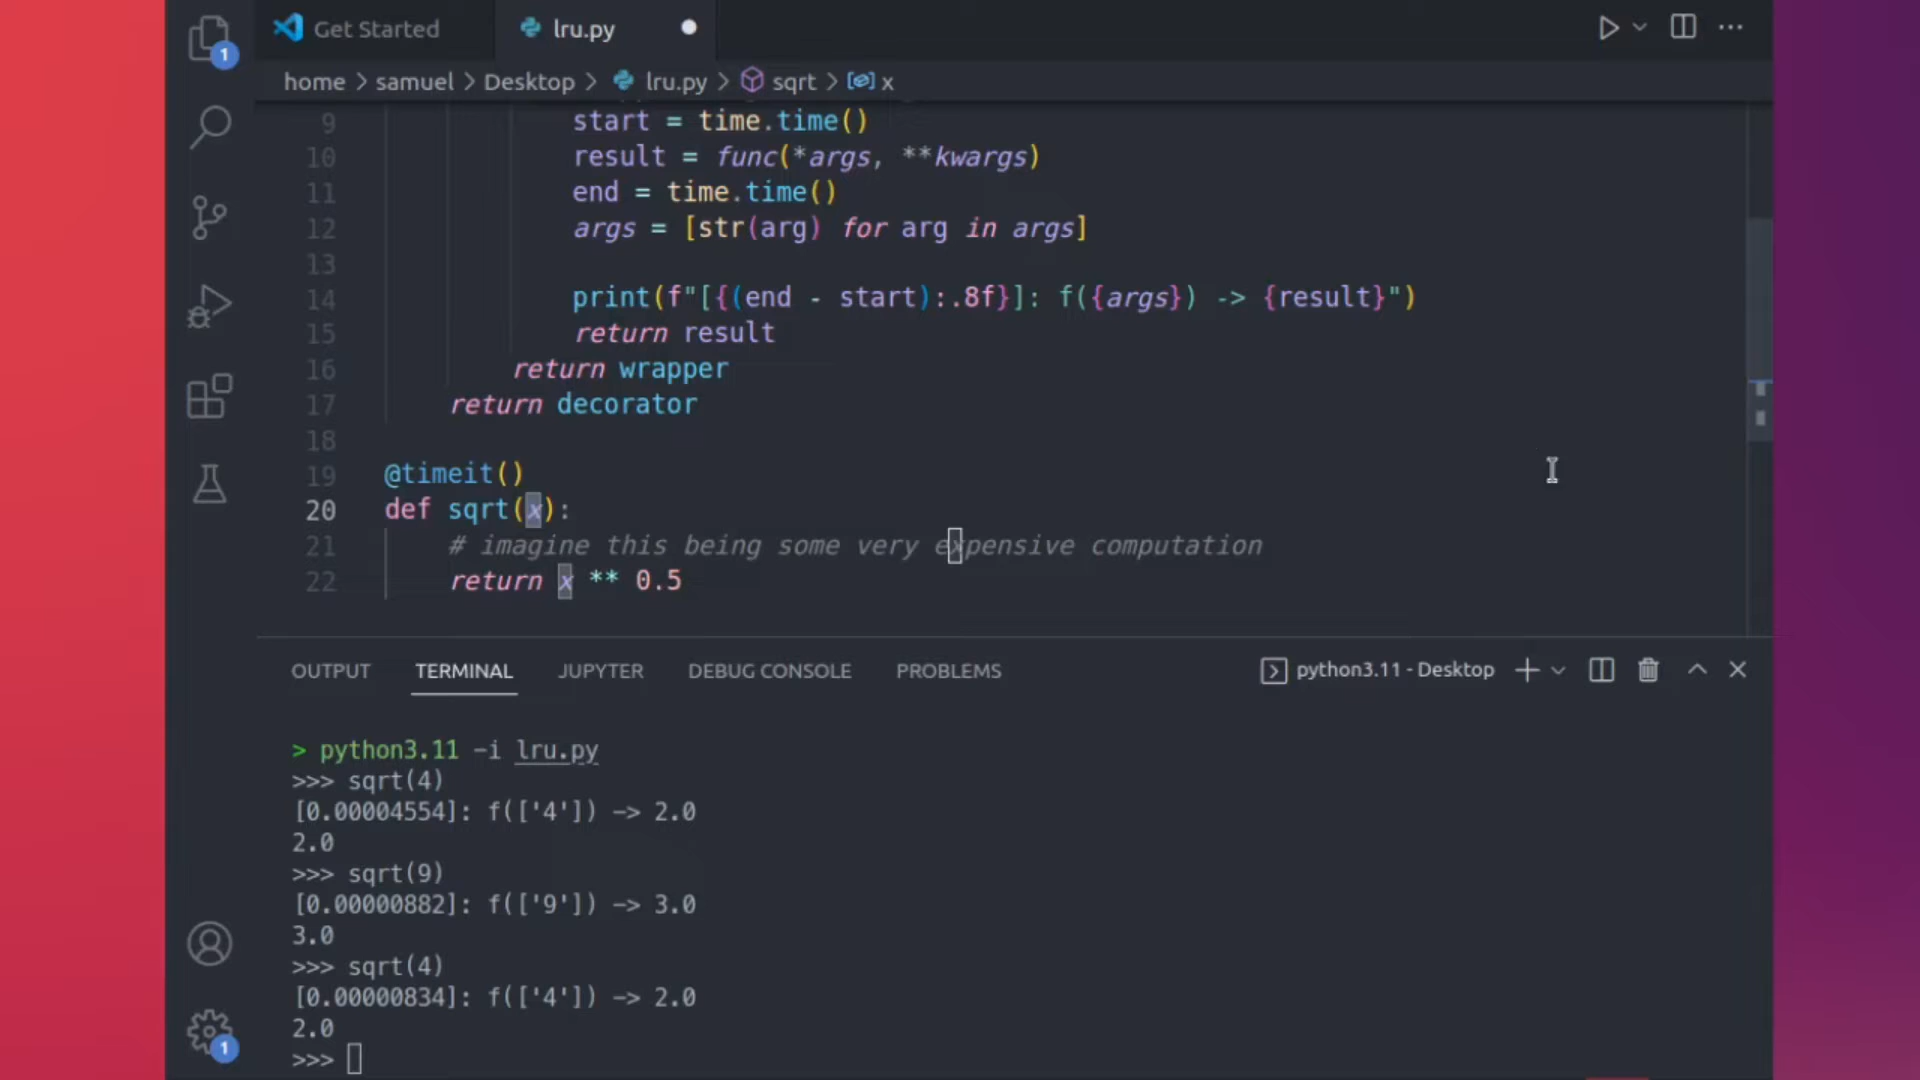 1
Get Started
lru.py
home > samuel > Desktop > lru.py > sqrt > x
9 start = time.time()
10 result = func(*args, **kwargs)
11 end = time.time()
12 args = [str(arg) for arg in args]
13
14 print(f"[{(end - start):.8f}]: f({args}) -> {result}")
15 return result
16 return wrapper
17 return decorator
18
19 @timeit()
20 def sqrt(x):
21 # imagine this being some very expensive computation
22 return x ** 0.5
OUTPUT TERMINAL JUPYTER DEBUG CONSOLE PROBLEMS
python3.11 - Desktop
> python3.11 -i lru.py
>>> sqrt(4)
[0.00004554]: f(['4']) -> 2.0
2.0
>>> sqrt(9)
[0.00000882]: f(['9']) -> 3.0
3.0
>>> sqrt(4)
[0.00000834]: f(['4']) -> 2.0
2.0
>>>
1